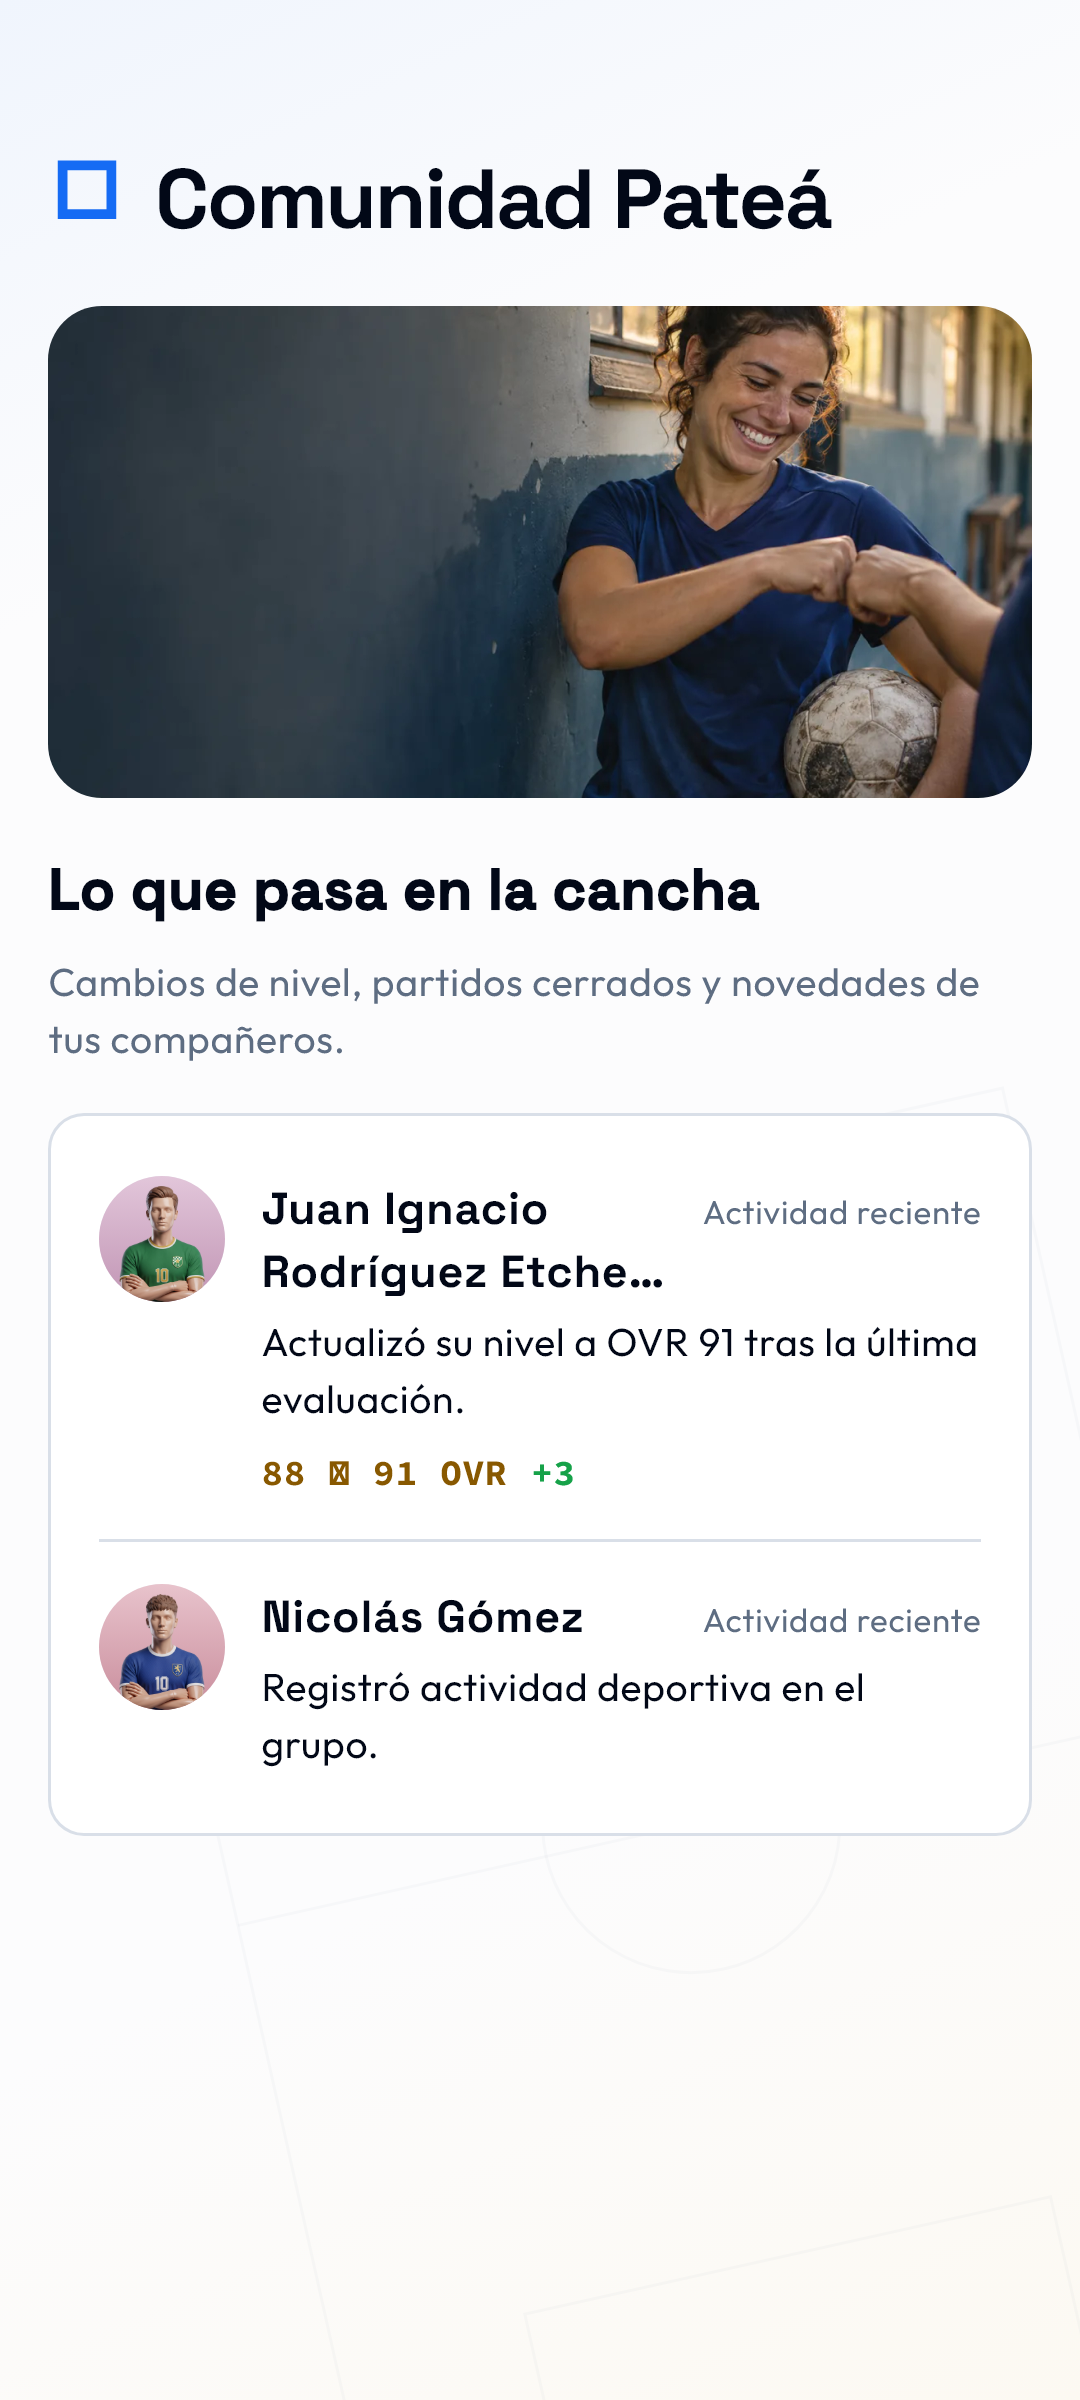 Comunidad Pateá
Lo que pasa en la cancha
Cambios de nivel, partidos cerrados y novedades de
tus compañeros.
Juan Ignacio
Rodríguez Etche...
Actividad reciente
Actualizó su nivel a OVR 91 tras la última
evaluación.
88 91 OVR +3
Nicolás Gómez
Actividad reciente
Registró actividad deportiva en el
grupo.
10
10